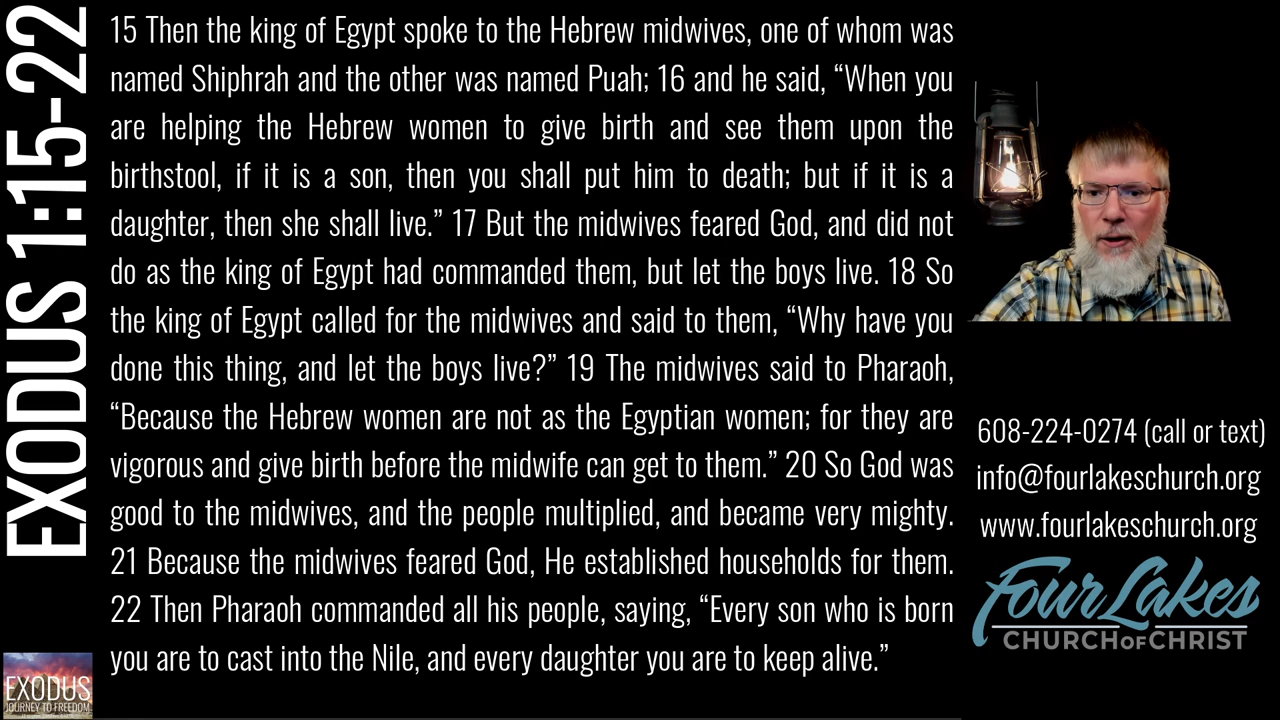 EXODUS 1:15-22
15 Then the king of Egypt spoke to the Hebrew midwives, one of whom was
named Shiphrah and the other was named Puah; 16 and he said, “When you
are helping the Hebrew women to give birth and see them upon the
birthstool, if it is a son, then you shall put him to death; but if it is a
daughter, then she shall live.” 17 But the midwives feared God, and did not
do as the king of Egypt had commanded them, but let the boys live. 18 So
the king of Egypt called for the midwives and said to them, “Why have you
done this thing, and let the boys live?” 19 The midwives said to Pharaoh,
“Because the Hebrew women are not as the Egyptian women; for they are
vigorous and give birth before the midwife can get to them.” 20 So God was
good to the midwives, and the people multiplied, and became very mighty.
21 Because the midwives feared God, He established households for them.
22 Then Pharaoh commanded all his people, saying, “Every son who is born
you are to cast into the Nile, and every daughter you are to keep alive.”
608-224-0274 (call or text)
info@fourlakeschurch.org
www.fourlakeschurch.org
Four Lakes
CHURCH OF CHRIST
EXODUS
JOURNEY TO FREEDOM